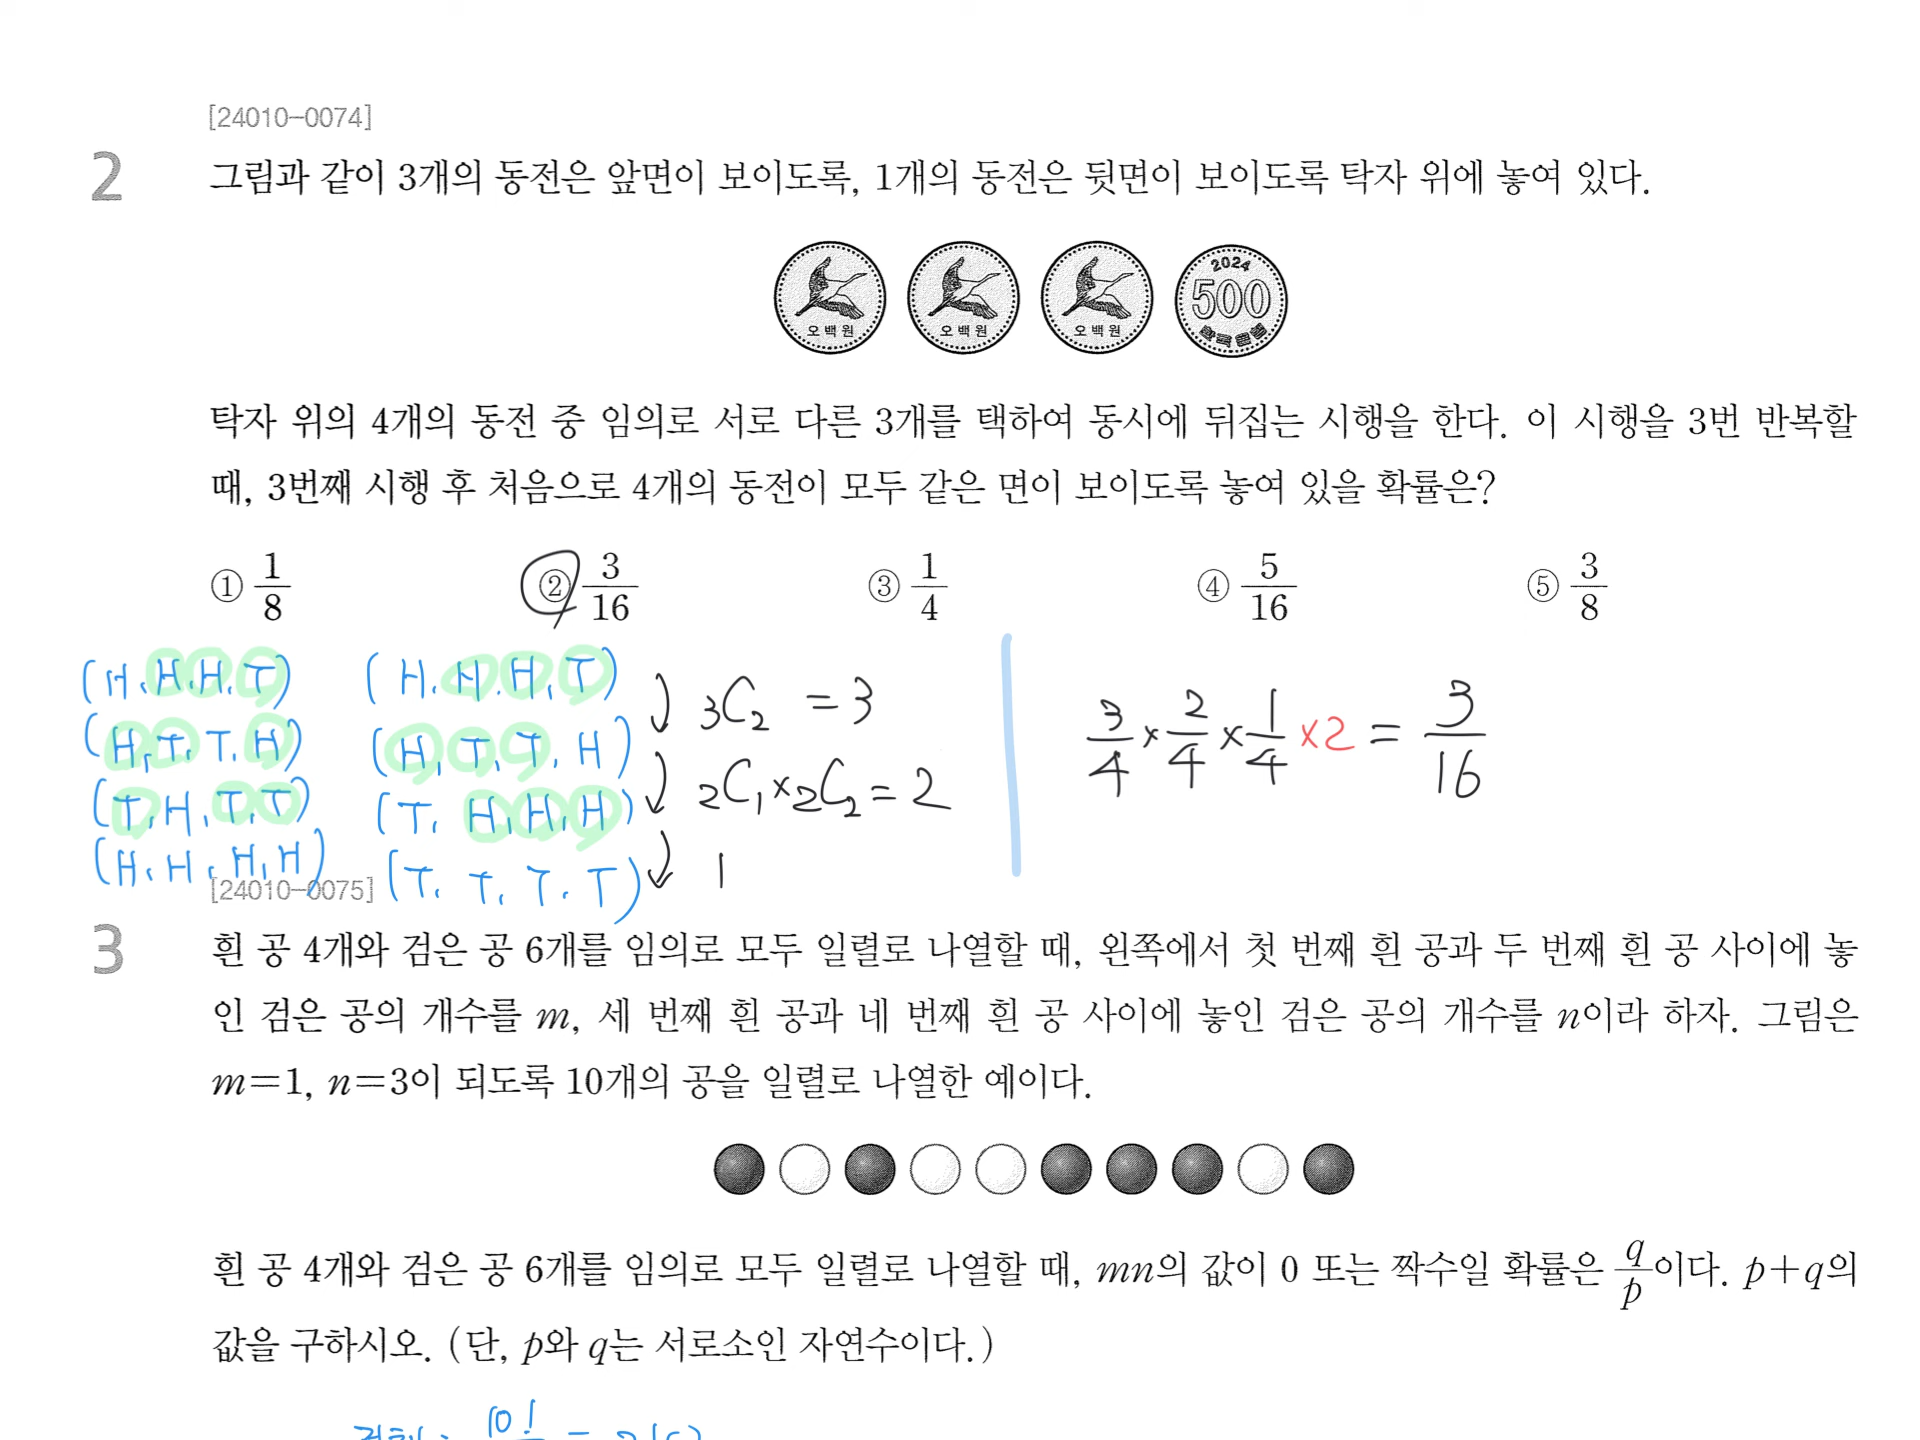 [24010-0074]
2
그림과 같이 3개의 동전은 앞면이 보이도록, 1개의 동전은 뒷면이 보이도록 탁자 위에 놓여 있다.
오백원 오백원 오백원 2024 500
탁자 위의 4개의 동전 중 임의로 서로 다른 3개를 택하여 동시에 뒤집는 시행을 한다. 이 시행을 3번 반복할
때, 3번째 시행 후 처음으로 4개의 동전이 모두 같은 면이 보이도록 놓여 있을 확률은?
① 1/8 ② 3/16 ③ 1/4 ④ 5/16 ⑤ 3/8
(H, H, H, T) (H, H, H, T) 3C2 = 3
(H, T, T, H) (H, T, T, H) 2C1×2C2 = 2
(T, H, T, T) (T, H, H, H) 1
(H, H, H, H) (T, T, T, T)
3/4 × 2/4 × 1/4 ×2 = 3/16
[24010-0075]
3
흰 공 4개와 검은 공 6개를 임의로 모두 일렬로 나열할 때, 왼쪽에서 첫 번째 흰 공과 두 번째 흰 공 사이에 놓
인 검은 공의 개수를 m, 세 번째 흰 공과 네 번째 흰 공 사이에 놓인 검은 공의 개수를 n이라 하자. 그림은
m=1, n=3이 되도록 10개의 공을 일렬로 나열한 예이다.
흰 공 4개와 검은 공 6개를 임의로 모두 일렬로 나열할 때, mn의 값이 0 또는 짝수일 확률은 q/p이다. p+q의
값을 구하시오. (단, p와 q는 서로소인 자연수이다.)
10!